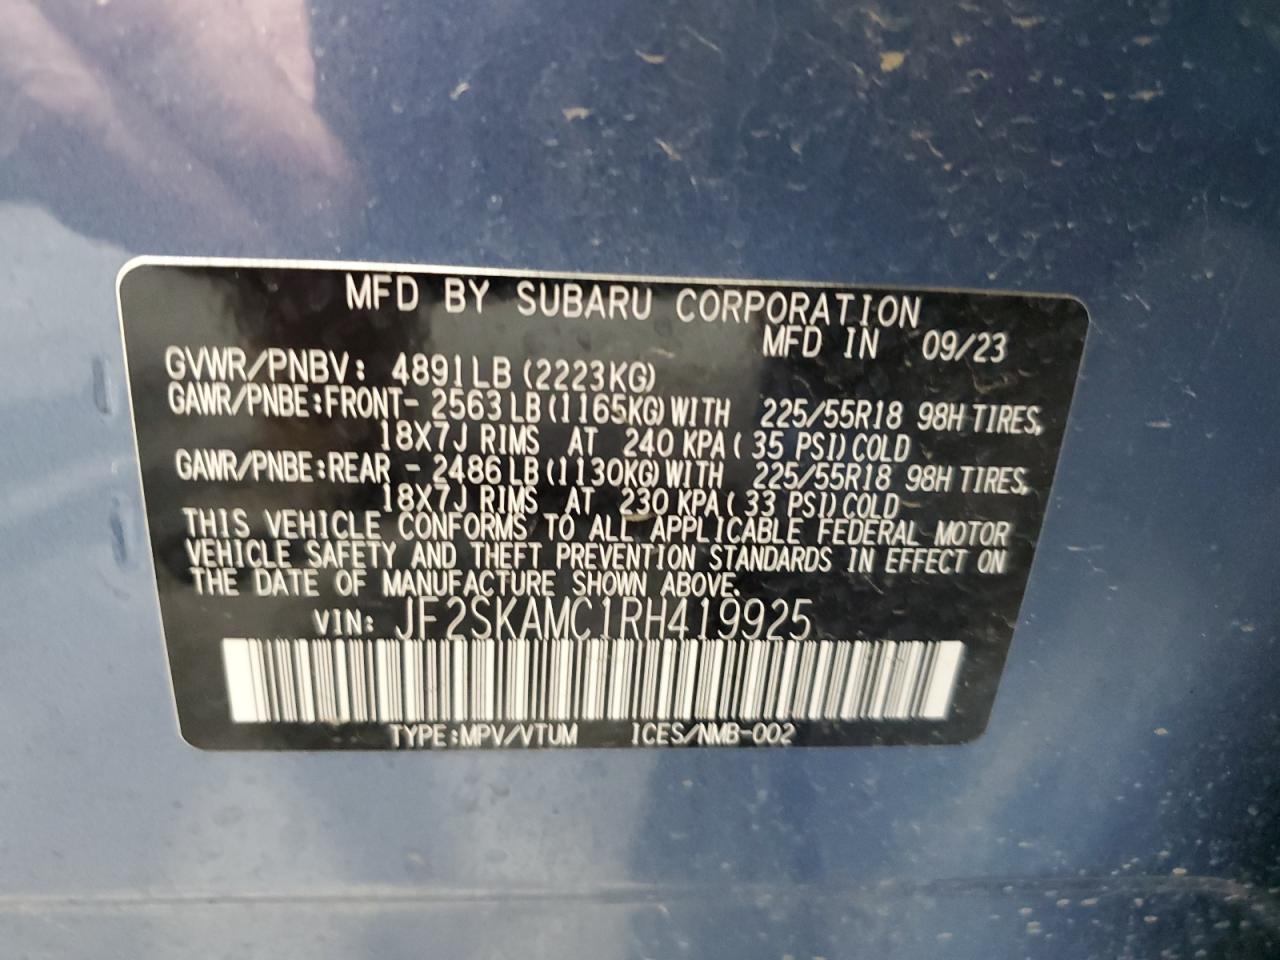 MFD BY SUBARU CORPORATION
MFD IN 09/23
GVWR/PNBV: 4891LB (2223KG)
GAWR/PNBE:FRONT- 2563LB(1165KG)WITH 225/55R18 98H TIRES,
18X7J RIMS AT 240 KPA( 35 PSI)COLD
GAWR/PNBE:REAR - 2486LB(1130KG)WITH 225/55R18 98H TIRES,
18X7J RIMS AT 230 KPA( 33 PSI)COLD
THIS VEHICLE CONFORMS TO ALL APPLICABLE FEDERAL MOTOR
VEHICLE SAFETY AND THEFT PREVENTION STANDARDS IN EFFECT ON
THE DATE OF MANUFACTURE SHOWN ABOVE.
VIN: JF2SKAMC1RH419925
TYPE:MPV/VTUM ICES/NMB-002